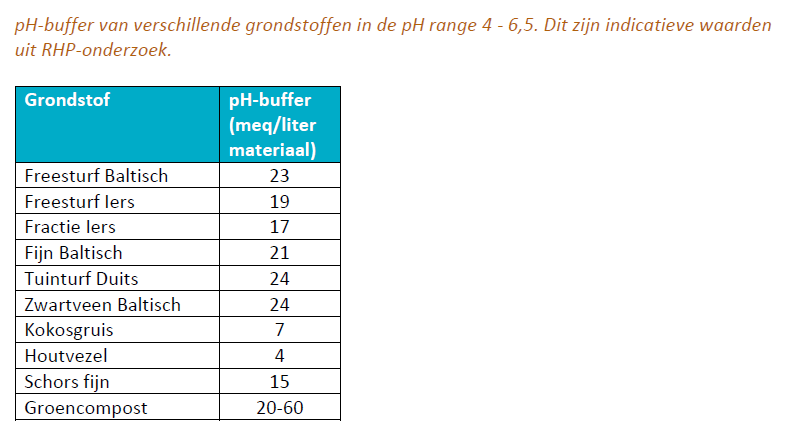 pH-buffer van verschillende grondstoffen in de pH range 4 - 6,5. Dit zijn indicatieve waarden
uit RHP-onderzoek.
Grondstof pH-buffer
(meq/liter
materiaal)
Freesturf Baltisch 23
Freesturf Iers 19
Fractie Iers 17
Fijn Baltisch 21
Tuinturf Duits 24
Zwartveen Baltisch 24
Kokosgruis 7
Houtvezel 4
Schors fijn 15
Groencompost 20-60